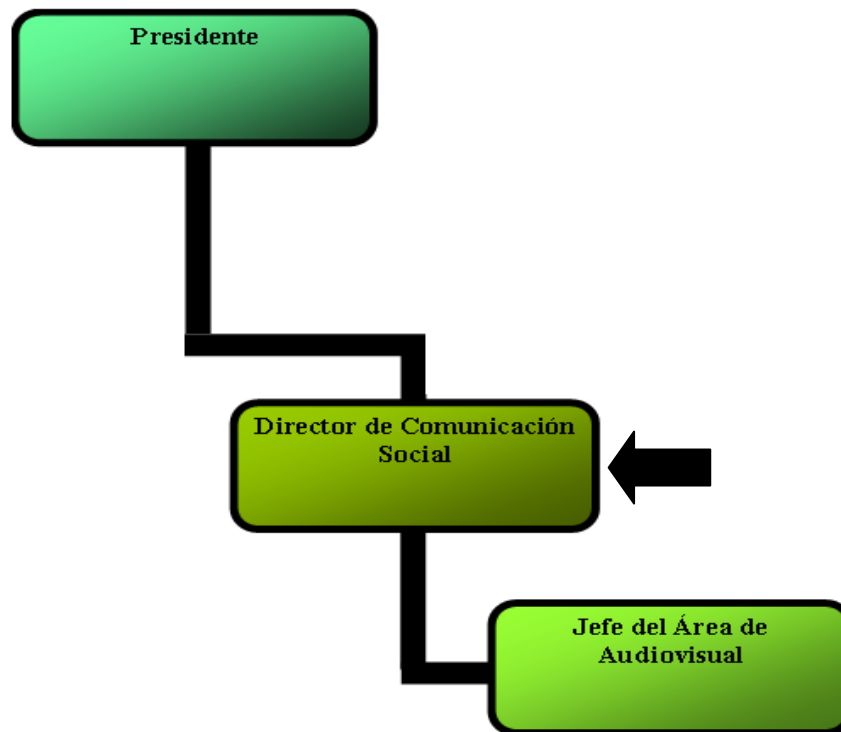 Presidente
Director de Comunicación
Social
Jefe del Área de
Audiovisual